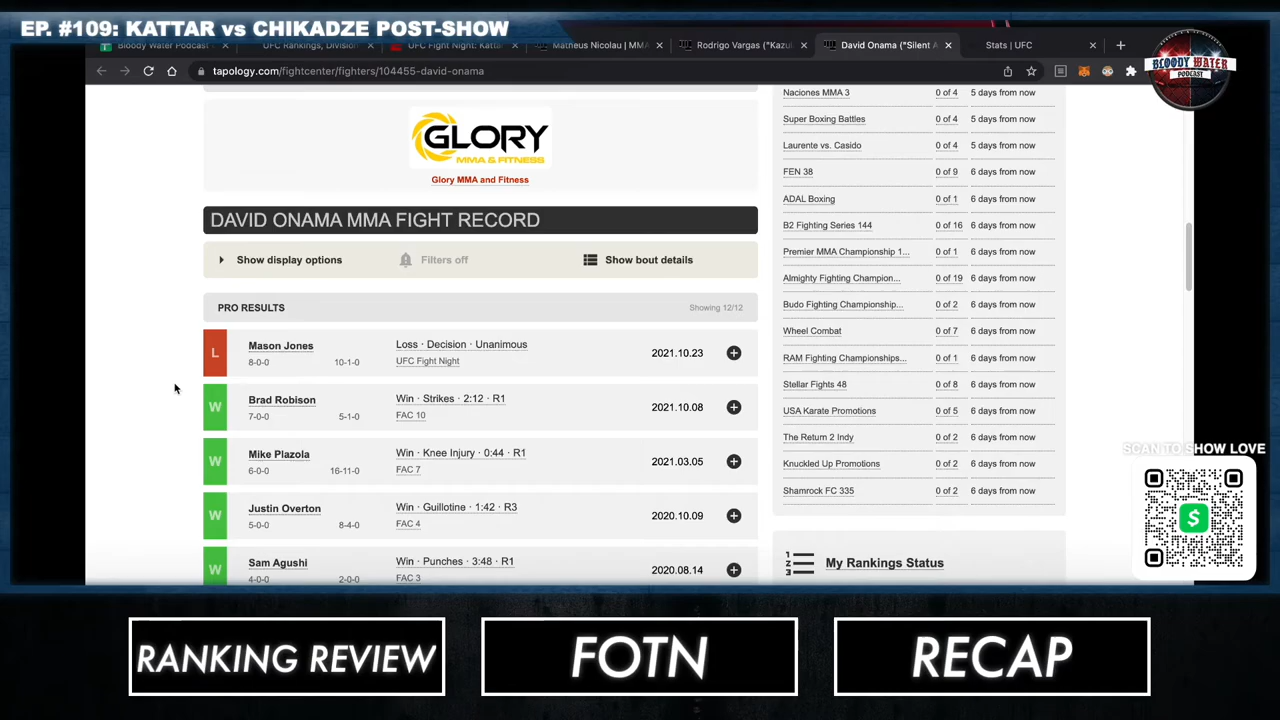 EP. #109: KATTAR vs CHIKADZE POST-SHOW
Bloody Water Podcast
UFC Rankings, Division
UFC Fight Night: Kattar
Matheus Nicolau | MMA
Rodrigo Vargas ("Kazul
David Onama ("Silent A
Stats | UFC
tapology.com/fightcenter/fighters/104455-david-onama
BLOODY WATER
PODCAST
GLORY
MMA & FITNESS
Glory MMA and Fitness
DAVID ONAMA MMA FIGHT RECORD
Show display options
Filters off
Show bout details
PRO RESULTS
Showing 12/12
L
Mason Jones
8-0-0
10-1-0
Loss · Decision · Unanimous
UFC Fight Night
2021.10.23
W
Brad Robison
7-0-0
5-1-0
Win · Strikes · 2:12 · R1
FAC 10
2021.10.08
W
Mike Plazola
6-0-0
16-11-0
Win · Knee Injury · 0:44 · R1
FAC 7
2021.03.05
W
Justin Overton
5-0-0
8-4-0
Win · Guillotine · 1:42 · R3
FAC 4
2020.10.09
W
Sam Agushi
4-0-0
2-0-0
Win · Punches · 3:48 · R1
FAC 3
2020.08.14
Naciones MMA 3 0 of 4 5 days from now
Super Boxing Battles 0 of 4 5 days from now
Laurente vs. Casido 0 of 4 5 days from now
FEN 38 0 of 9 6 days from now
ADAL Boxing 0 of 1 6 days from now
B2 Fighting Series 144 0 of 16 6 days from now
Premier MMA Championship 1... 0 of 1 6 days from now
Almighty Fighting Champion... 0 of 19 6 days from now
Budo Fighting Championship... 0 of 2 6 days from now
Wheel Combat 0 of 7 6 days from now
RAM Fighting Championships... 0 of 1 6 days from now
Stellar Fights 48 0 of 8 6 days from now
USA Karate Promotions 0 of 5 6 days from now
The Return 2 Indy 0 of 2 6 days from now
Knuckled Up Promotions 0 of 2 6 days from now
Shamrock FC 335 0 of 2 6 days from now
1
2
3
My Rankings Status
SCAN TO SHOW LOVE
$
RANKING REVIEW
FOTN
RECAP